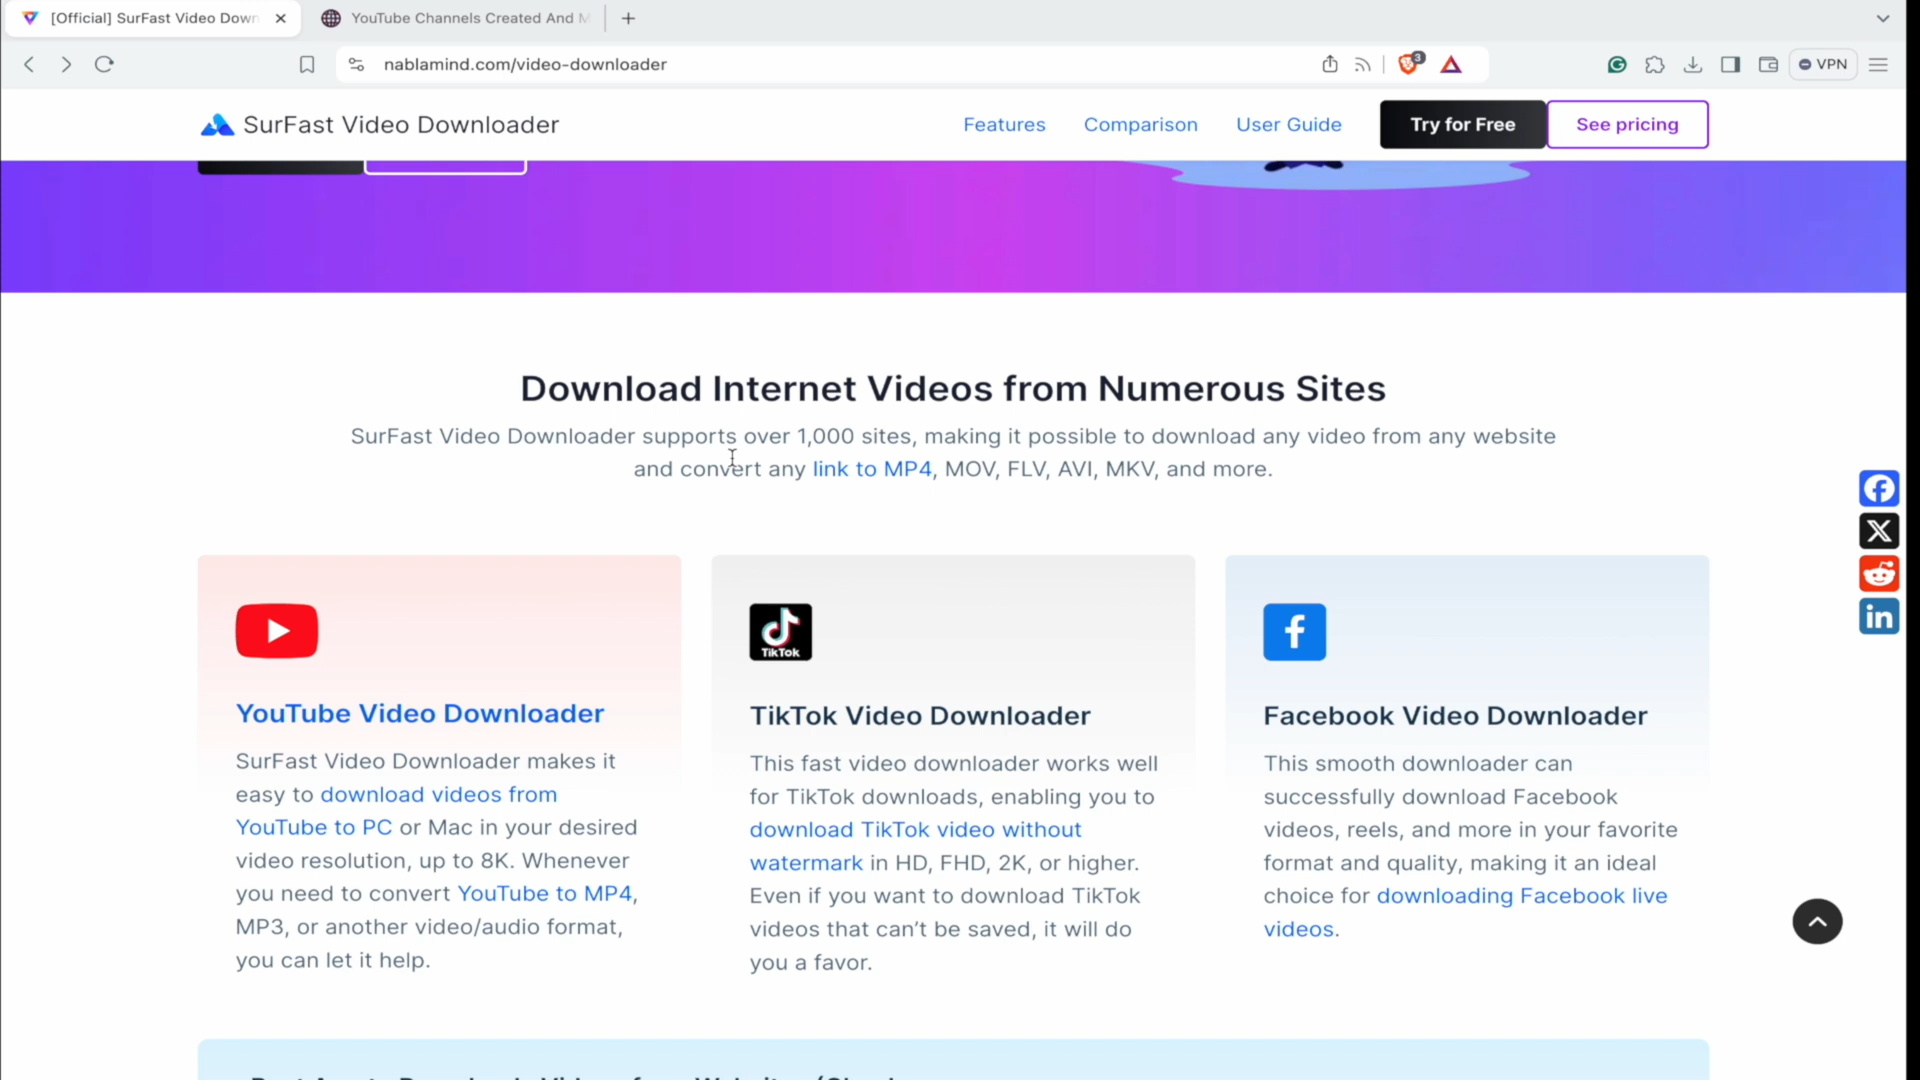 [Official] SurFast Video Down
YouTube Channels Created And M
nablamind.com/video-downloader
3
VPN
SurFast Video Downloader
Features
Comparison
User Guide
Try for Free
See pricing
Download Internet Videos from Numerous Sites
SurFast Video Downloader supports over 1,000 sites, making it possible to download any video from any website
and convert any link to MP4, MOV, FLV, AVI, MKV, and more.
YouTube Video Downloader
SurFast Video Downloader makes it
easy to download videos from
YouTube to PC or Mac in your desired
video resolution, up to 8K. Whenever
you need to convert YouTube to MP4,
MP3, or another video/audio format,
you can let it help.
TikTok
TikTok Video Downloader
This fast video downloader works well
for TikTok downloads, enabling you to
download TikTok video without
watermark in HD, FHD, 2K, or higher.
Even if you want to download TikTok
videos that can’t be saved, it will do
you a favor.
Facebook Video Downloader
This smooth downloader can
successfully download Facebook
videos, reels, and more in your favorite
format and quality, making it an ideal
choice for downloading Facebook live
videos.